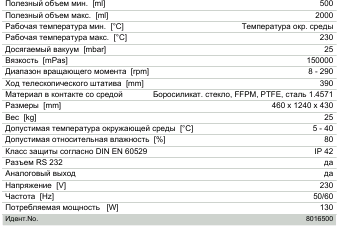 Полезный объем мин. [ml] 500
Полезный объем макс. [ml] 2000
Рабочая температура мин. [°C] Температура окр. среды
Рабочая температура макс. [°C] 230
Досягаемый вакуум [mbar] 25
Вязкость [mPas] 150000
Диапазон вращающего момента [rpm] 8 - 290
Ход телескопического штатива [mm] 390
Материал в контакте со средой Боросиликат. стекло, FFPM, PTFE, сталь 1.4571
Размеры [mm] 460 x 1240 x 430
Вес [kg] 25
Допустимая температура окружающей среды [°C] 5 - 40
Допустимая относительная влажность [%] 80
Класс защиты согласно DIN EN 60529 IP 42
Разъем RS 232 да
Аналоговый выход да
Напряжение [V] 230
Частота [Hz] 50/60
Потребляемая мощность [W] 130
Идент.No. 8016500